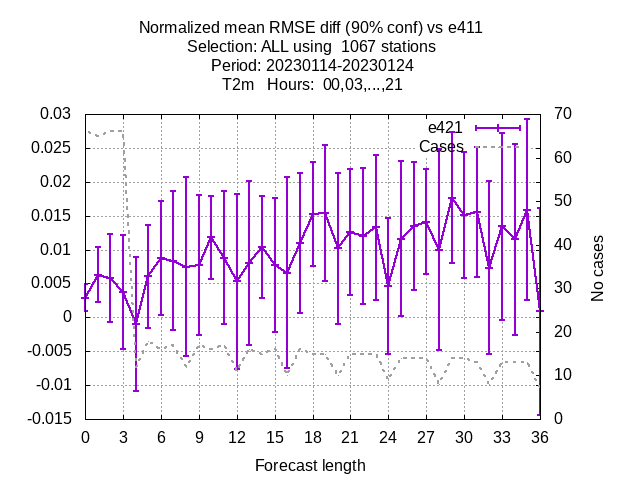 Normalized mean RMSE diff (90% conf) vs e411
Selection: ALL using  1067 stations
Period: 20230114-20230124
T2m   Hours:  00,03,...,21
0.03
0.025
0.02
0.015
0.01
0.005
0
-0.005
-0.01
-0.015
70
60
50
40
30
20
10
0
e421
Cases
No cases
0 3 6 9 12 15 18 21 24 27 30 33 36
Forecast length